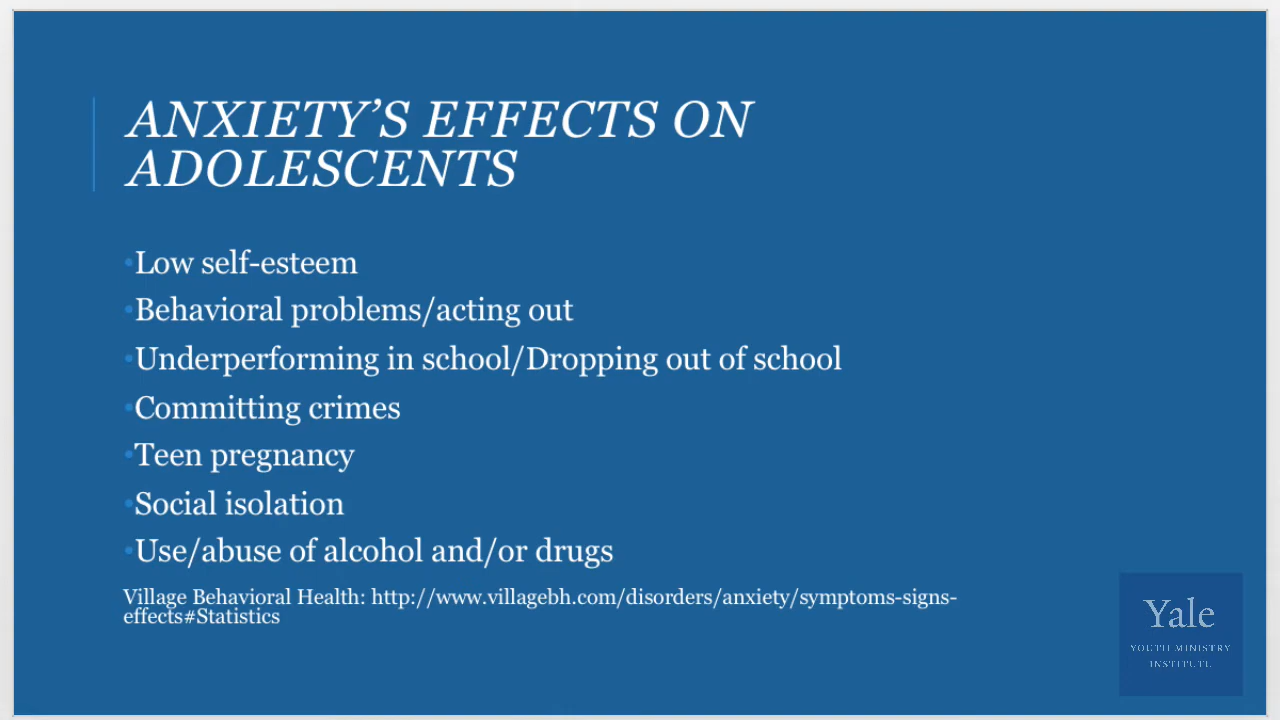 ANXIETY’S EFFECTS ON
ADOLESCENTS
•Low self-esteem
•Behavioral problems/acting out
•Underperforming in school/Dropping out of school
•Committing crimes
•Teen pregnancy
•Social isolation
•Use/abuse of alcohol and/or drugs
Village Behavioral Health: http://www.villagebh.com/disorders/anxiety/symptoms-signs-
effects#Statistics
Yale
YOUTH MINISTRY
INSTITUTE